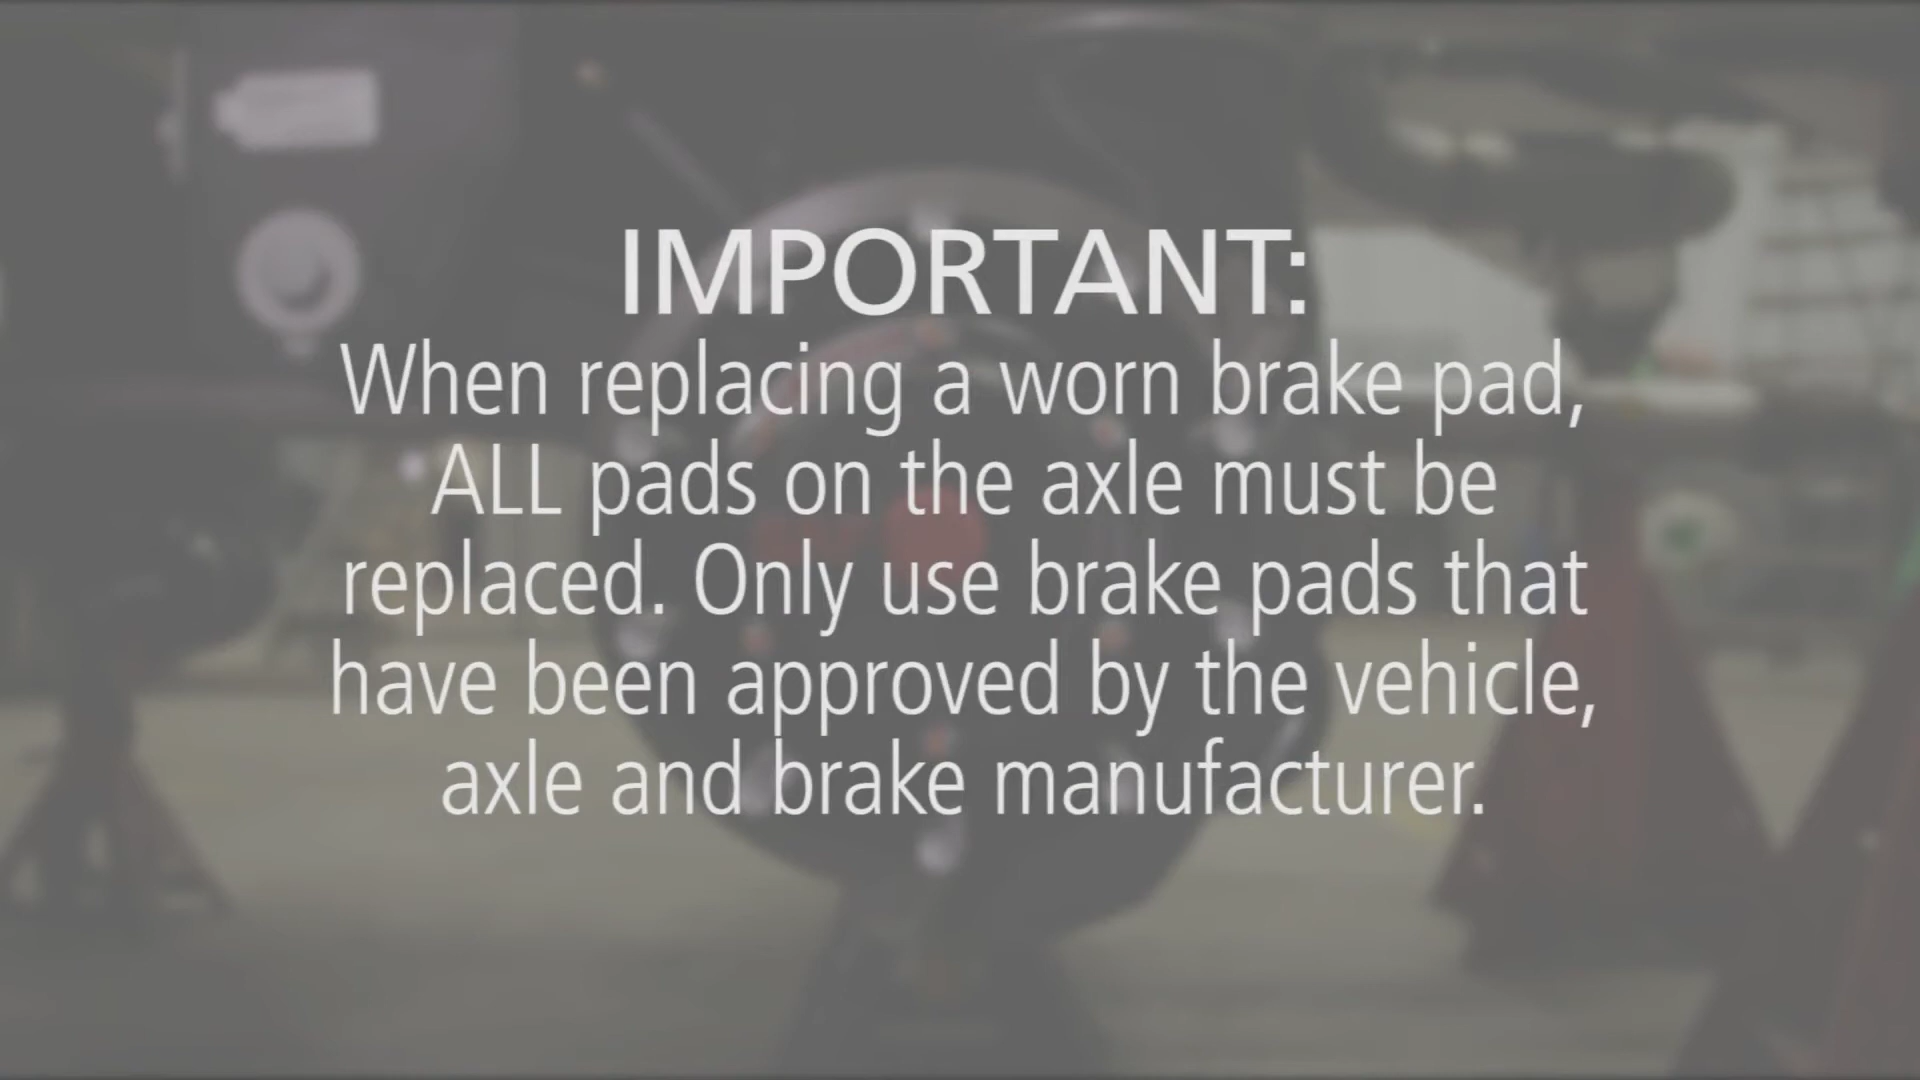 IMPORTANT:
When replacing a worn brake pad,
ALL pads on the axle must be
replaced. Only use brake pads that
have been approved by the vehicle,
axle and brake manufacturer.